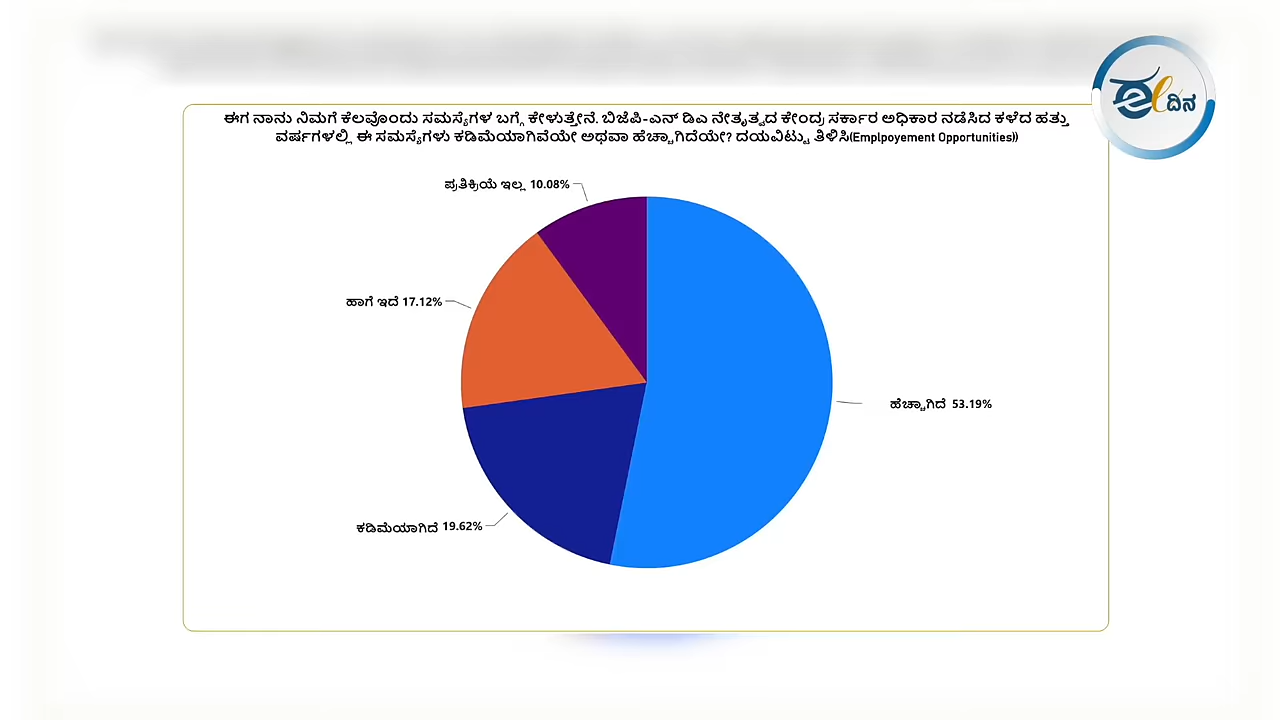 ಈಗ ನಾನು ನಿಮಗೆ ಕೆಲವೊಂದು ಸಮಸ್ಯೆಗಳ ಬಗ್ಗೆ ಕೇಳುತ್ತೇನೆ. ಬಿಜೆಪಿ-ಎನ್ ಡಿಎ ನೇತೃತ್ವದ ಕೇಂದ್ರ ಸರ್ಕಾರ ಅಧಿಕಾರ ನಡೆಸಿದ ಕಳೆದ ಹತ್ತು
ವರ್ಷಗಳಲ್ಲಿ ಈ ಸಮಸ್ಯೆಗಳು ಕಡಿಮೆಯಾಗಿವೆಯೇ ಅಥವಾ ಹೆಚ್ಚಾಗಿದೆಯೇ? ದಯವಿಟ್ಟು ತಿಳಿಸಿ(Emplpoyement Opportunities))
ಈದಿನ
ಪ್ರತಿಕ್ರಿಯೆ ಇಲ್ಲ 10.08%
ಹಾಗೆ ಇದೆ 17.12%
ಹೆಚ್ಚಾಗಿದೆ 53.19%
ಕಡಿಮೆಯಾಗಿದೆ 19.62%